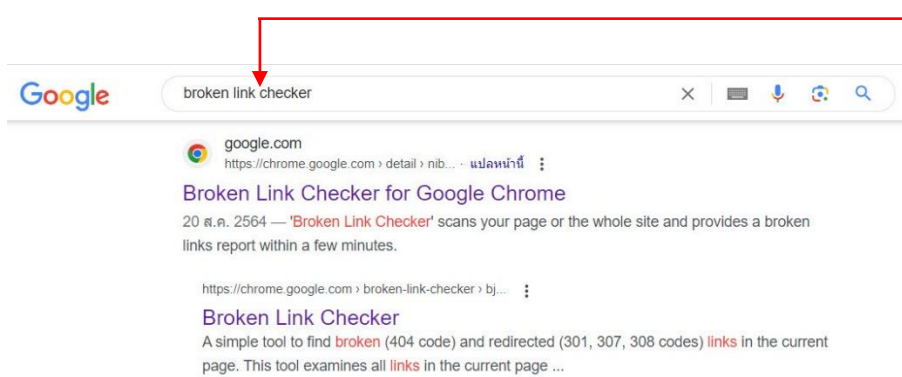 Google
broken link checker
google.com
https://chrome.google.com › detail › nib... · แปลหน้านี้
Broken Link Checker for Google Chrome
20 ส.ค. 2564 — 'Broken Link Checker' scans your page or the whole site and provides a broken
links report within a few minutes.
https://chrome.google.com › broken-link-checker › bj...
Broken Link Checker
A simple tool to find broken (404 code) and redirected (301, 307, 308 codes) links in the current
page. This tool examines all links in the current page ...